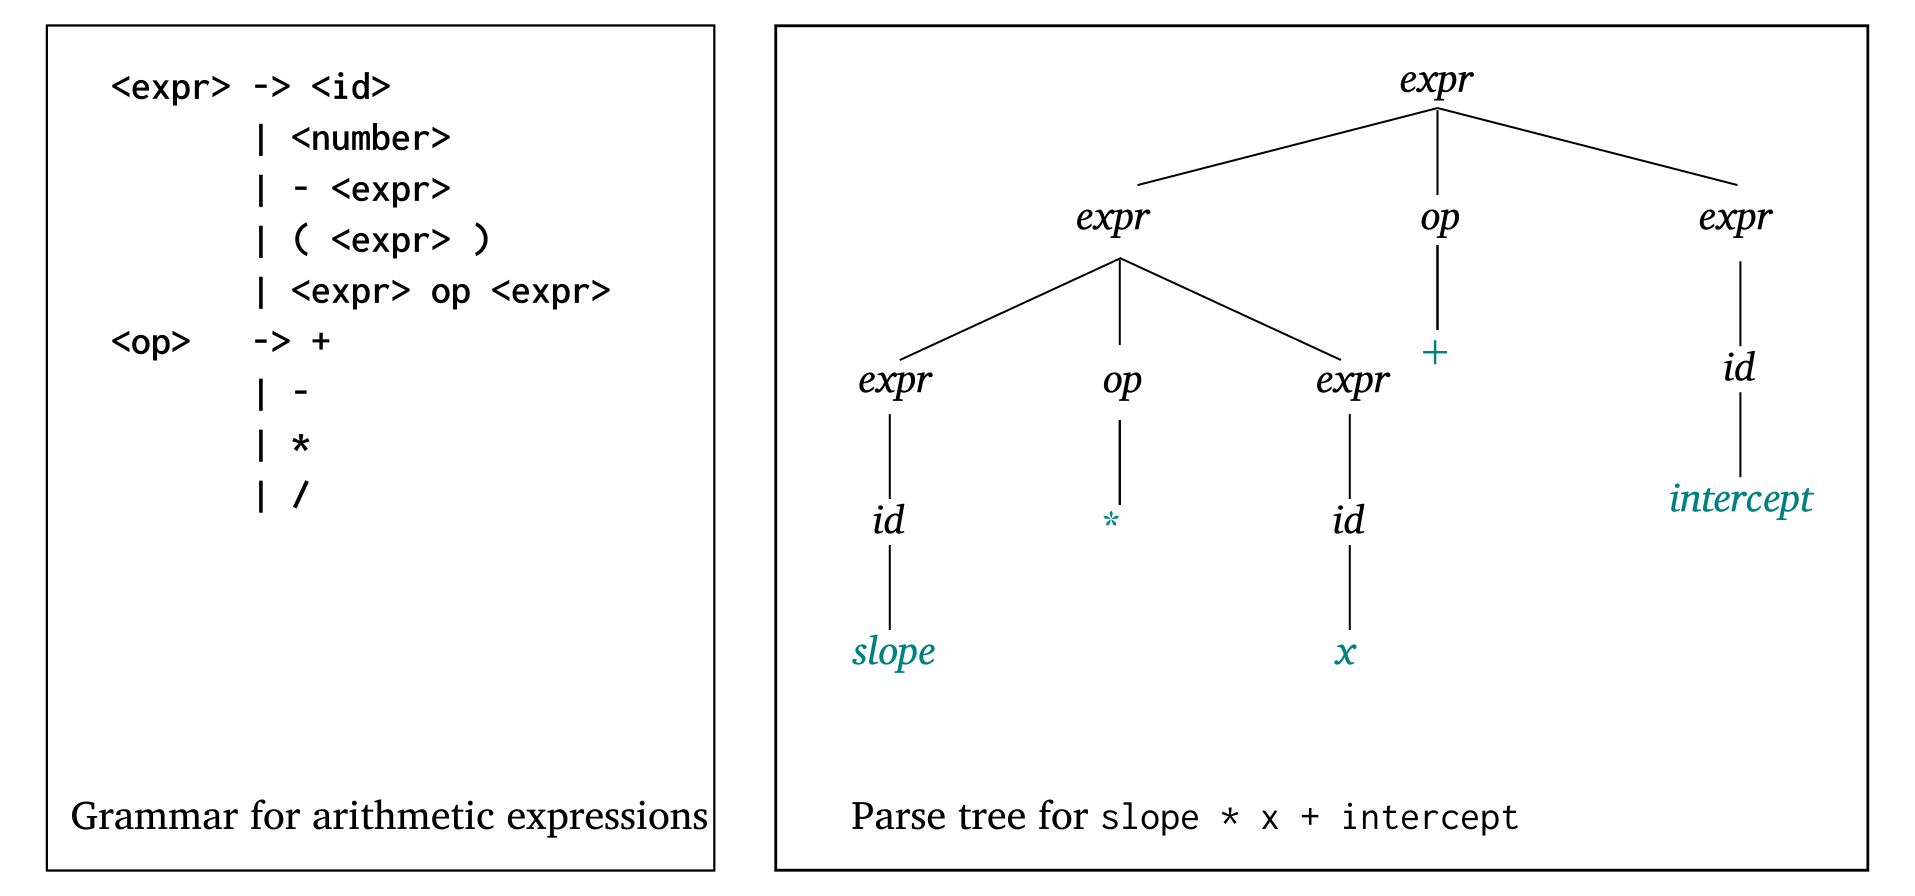 <expr> -> <id>
| <number>
| - <expr>
| ( <expr> )
| <expr> op <expr>
<op> -> +
| -
| *
| /
Grammar for arithmetic expressions
expr
expr op expr
expr op expr + id
id * id intercept
slope x
Parse tree for slope * x + intercept